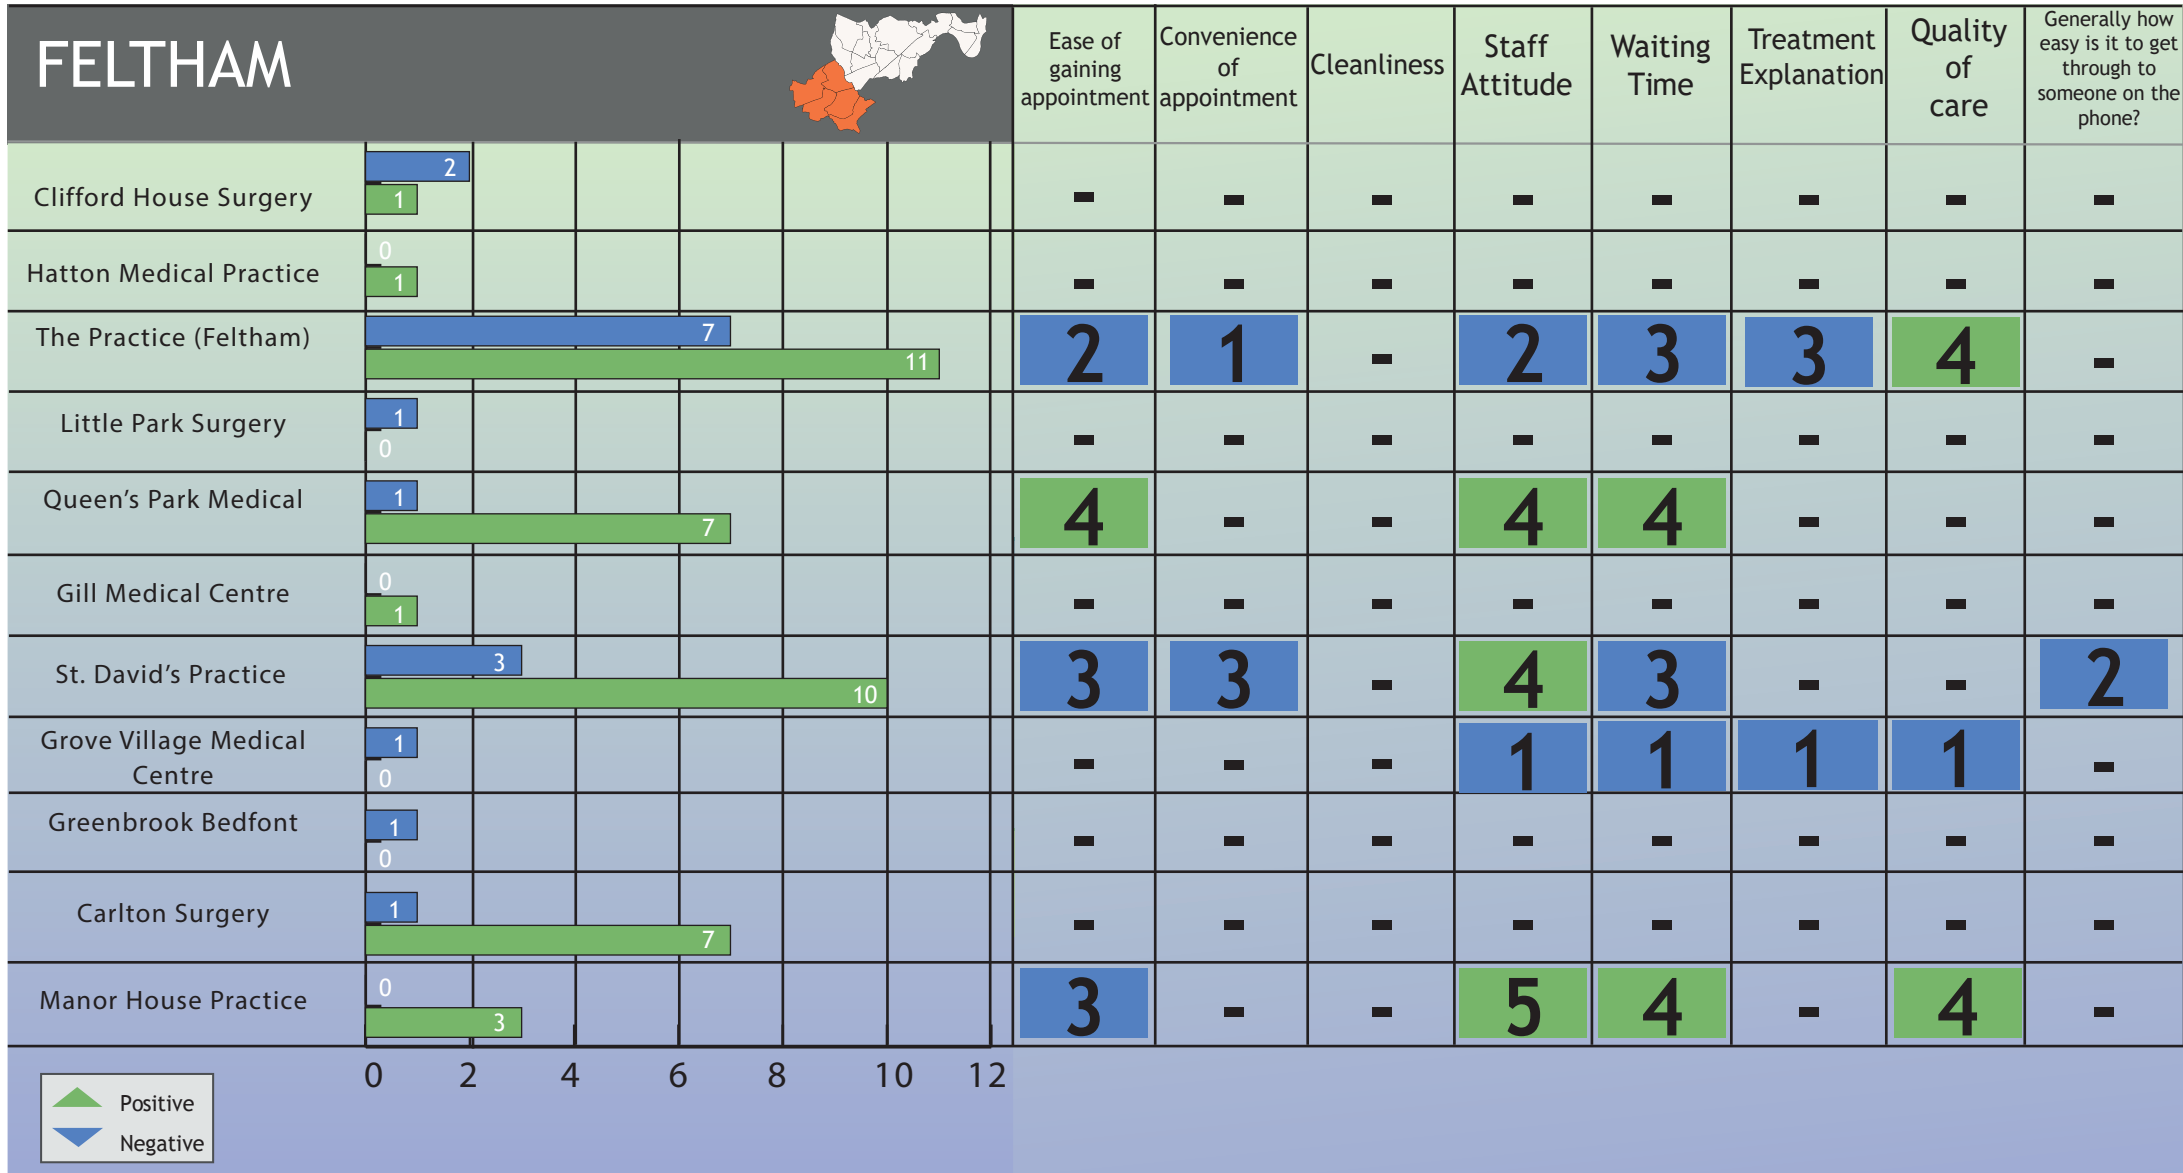 FELTHAM
Ease of
gaining
appointment
Convenience
of
appointment
Cleanliness
Staff
Attitude
Waiting
Time
Treatment
Explanation
Quality
of
care
Generally how
easy is it to get
through to
someone on the
phone?
Clifford House Surgery
2
1
- - - - - - - -
Hatton Medical Practice
0
1
- - - - - - - -
The Practice (Feltham)
7
11
2 1 - 2 3 3 4 -
Little Park Surgery
1
0
- - - - - - - -
Queen’s Park Medical
1
7
4 - - 4 4 - - -
Gill Medical Centre
0
1
- - - - - - - -
St. David’s Practice
3
10
3 3 - 4 3 - - 2
Grove Village Medical
Centre
1
0
- - - 1 1 1 1 -
Greenbrook Bedfont
1
0
- - - - - - - -
Carlton Surgery
1
7
- - - - - - - -
Manor House Practice
0
3
3 - - 5 4 - 4 -
0 2 4 6 8 10 12
Positive
Negative